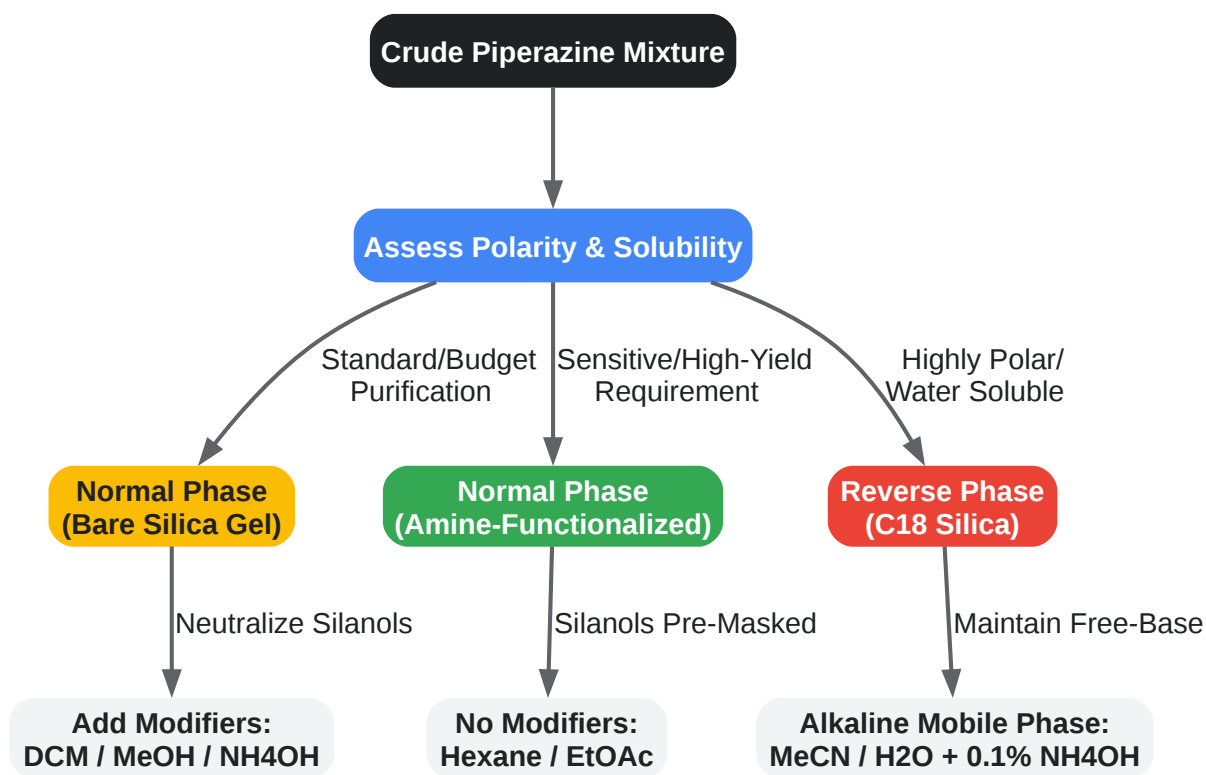 Crude Piperazine Mixture
Assess Polarity & Solubility
Standard/Budget
Purification
Sensitive/High-Yield
Requirement
Highly Polar/
Water Soluble
Normal Phase
(Bare Silica Gel)
Normal Phase
(Amine-Functionalized)
Reverse Phase
(C18 Silica)
Neutralize Silanols
Silanols Pre-Masked
Maintain Free-Base
Add Modifiers:
DCM / MeOH / NH4OH
No Modifiers:
Hexane / EtOAc
Alkaline Mobile Phase:
MeCN / H2O + 0.1% NH4OH